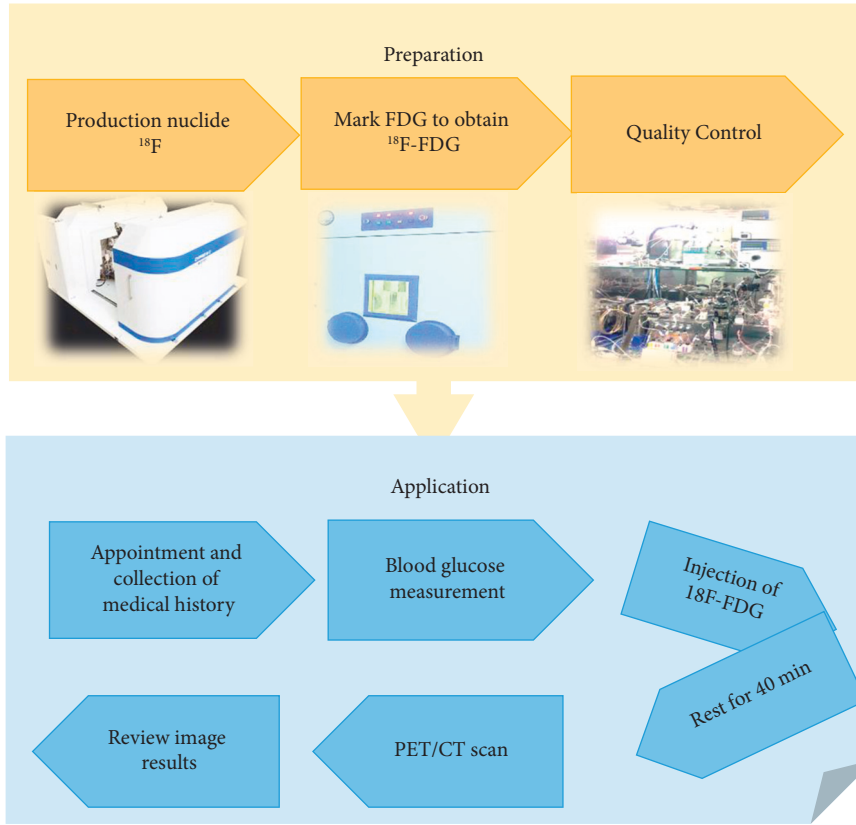 Preparation
Production nuclide
¹⁸F
Mark FDG to obtain
¹⁸F-FDG
Quality Control
Application
Appointment and
collection of
medical history
Blood glucose
measurement
Injection of
18F-FDG
Rest for 40 min
PET/CT scan
Review image
results